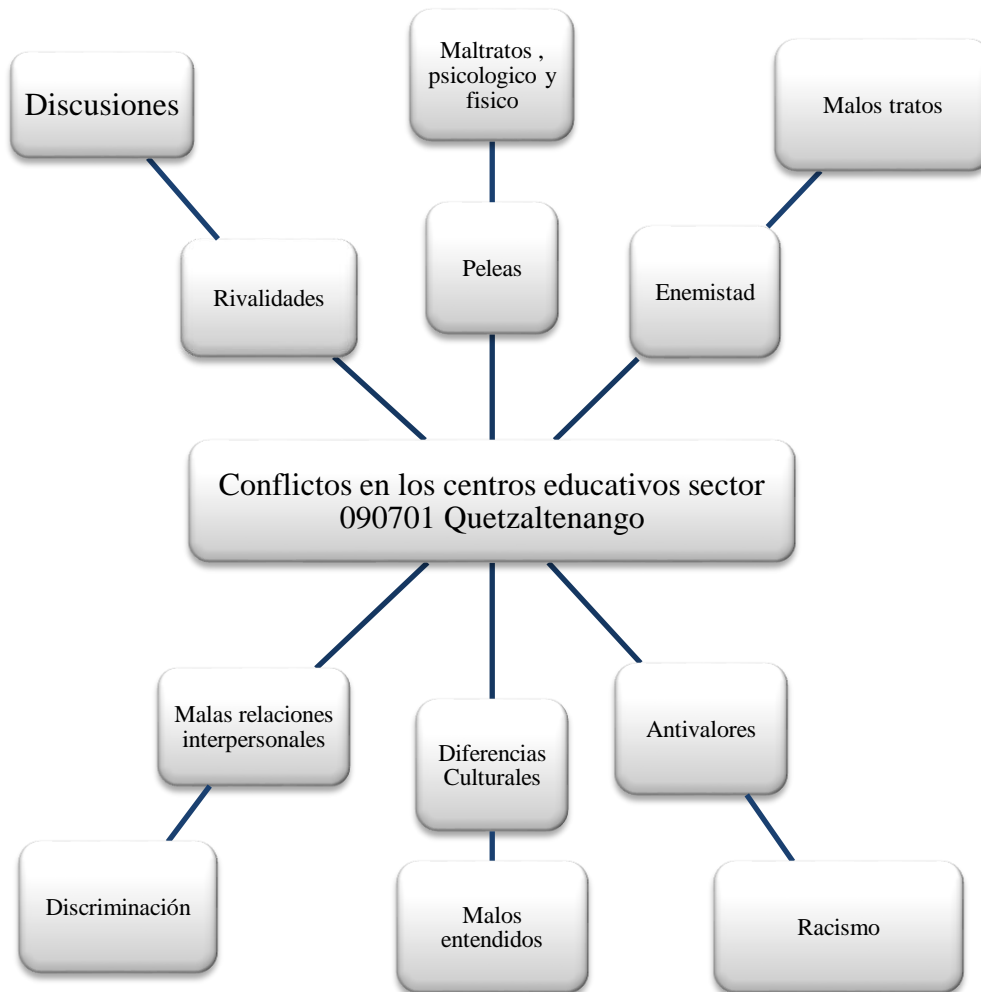 Maltratos ,
psicologico y
fisico
Discusiones
Malos tratos
Peleas
Rivalidades
Enemistad
Conflictos en los centros educativos sector
090701 Quetzaltenango
Malas relaciones
interpersonales
Antivalores
Diferencias
Culturales
Discriminación
Malos
entendidos
Racismo